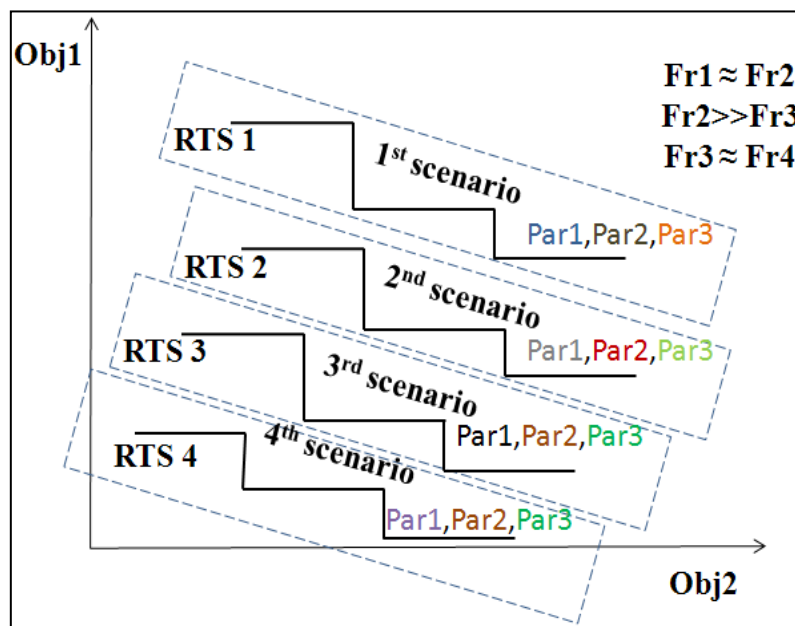 Obj1
Fr1 ≈ Fr2
Fr2>>Fr3
Fr3 ≈ Fr4
RTS 1
1st scenario
Par1,Par2,Par3
RTS 2
2nd scenario
Par1,Par2,Par3
RTS 3
3rd scenario
Par1,Par2,Par3
RTS 4
4th scenario
Par1,Par2,Par3
Obj2